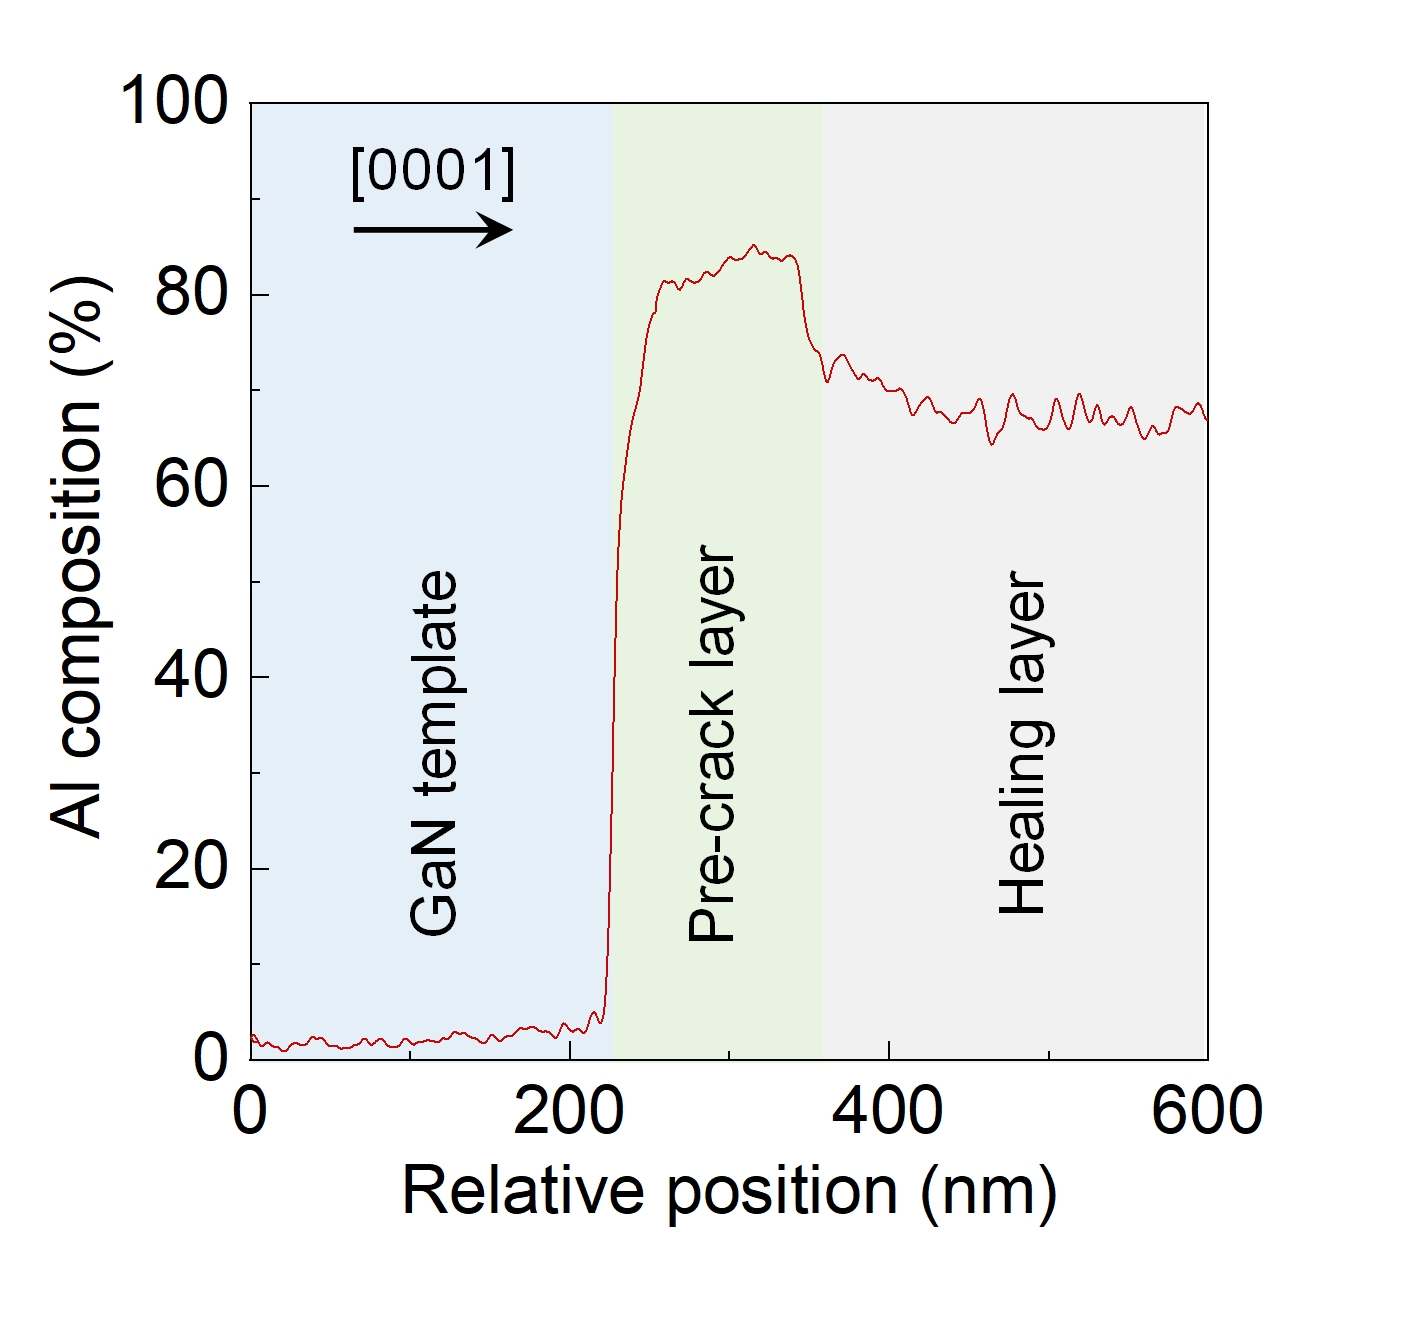 100
80
60
40
20
0
Al composition (%)
[0001]
GaN template
Pre-crack layer
Healing layer
0 200 400 600
Relative position (nm)